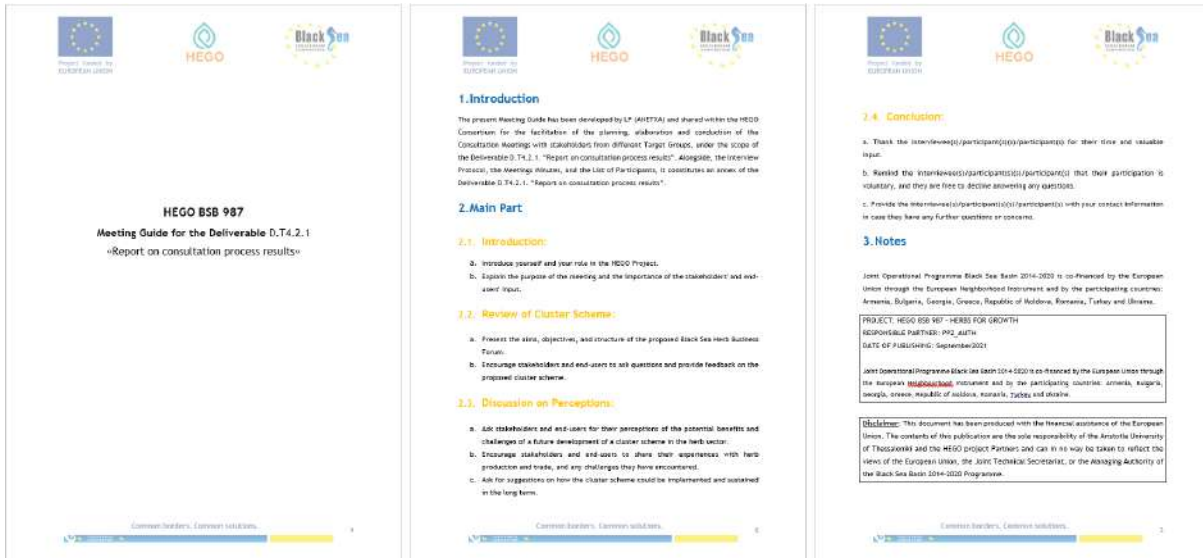 Project funded by
EUROPEAN UNION
HEGO
Black Sea
HEGO BSB 987
Meeting Guide for the Deliverable D.T4.2.1
«Report on consultation process results»
Common borders. Common solutions.
Project funded by
EUROPEAN UNION
HEGO
Black Sea
1.Introduction
The present Meeting Guide has been developed by LP (ANETXA) and shared within the HEGO
Consortium for the facilitation of the planning, elaboration and conduction of the
Consultation Meetings with stakeholders from different Target Groups, under the scope of
the Deliverable D.T4.2.1. "Report on consultation process results". Alongside, the Interview
Protocol, the Meetings Minutes, and the List of Participants, it constitutes an annex of the
Deliverable D.T4.2.1. "Report on consultation process results".
2.Main Part
2.1. Introduction:
a. Introduce yourself and your role in the HEGO Project.
b. Explain the purpose of the meeting and the importance of the stakeholders' and end-
users' input.
2.2. Review of Cluster Scheme:
a. Present the aims, objectives, and structure of the proposed Black Sea Herb Business
Forum.
b. Encourage stakeholders and end-users to ask questions and provide feedback on the
proposed cluster scheme.
2.3. Discussion on Perceptions:
a. Ask stakeholders and end-users for their perceptions of the potential benefits and
challenges of a future development of a cluster scheme in the herb sector.
b. Encourage stakeholders and end-users to share their experiences with herb
production and trade, and any challenges they have encountered.
c. Ask for suggestions on how the cluster scheme could be implemented and sustained
in the long term.
Common borders. Common solutions.
Project funded by
EUROPEAN UNION
HEGO
Black Sea
2.4. Conclusion:
a. Thank the interviewee(s)/participant(s)(s)/participant(s) for their time and valuable
input.
b. Remind the interviewee(s)/participant(s)(s)/participant(s) that their participation is
voluntary, and they are free to decline answering any questions.
c. Provide the interviewee(s)/participant(s)(s)/participant(s) with your contact information
in case they have any further questions or concerns.
3.Notes
Joint Operational Programme Black Sea Basin 2014-2020 is co-financed by the European
Union through the European Neighborhood Instrument and by the participating countries:
Armenia, Bulgaria, Georgia, Greece, Republic of Moldova, Romania, Turkey and Ukraine.
PROJECT: HEGO BSB 987 - HERBS FOR GROWTH
RESPONSIBLE PARTNER: PP2_AUTH
DATE OF PUBLISHING: September2021
Joint Operational Programme Black Sea Basin 2014-2020 is co-financed by the European Union through
the European Neighbourhood Instrument and by the participating countries: Armenia, Bulgaria,
Georgia, Greece, Republic of Moldova, Romania, Turkey and Ukraine.
Disclaimer: This document has been produced with the financial assistance of the European
Union. The contents of this publication are the sole responsibility of the Aristotle University
of Thessaloniki and the HEGO project Partners and can in no way be taken to reflect the
views of the European Union, the Joint Technical Secretariat, or the Managing Authority of
the Black Sea Basin 2014-2020 Programme.
Common borders. Common solutions.